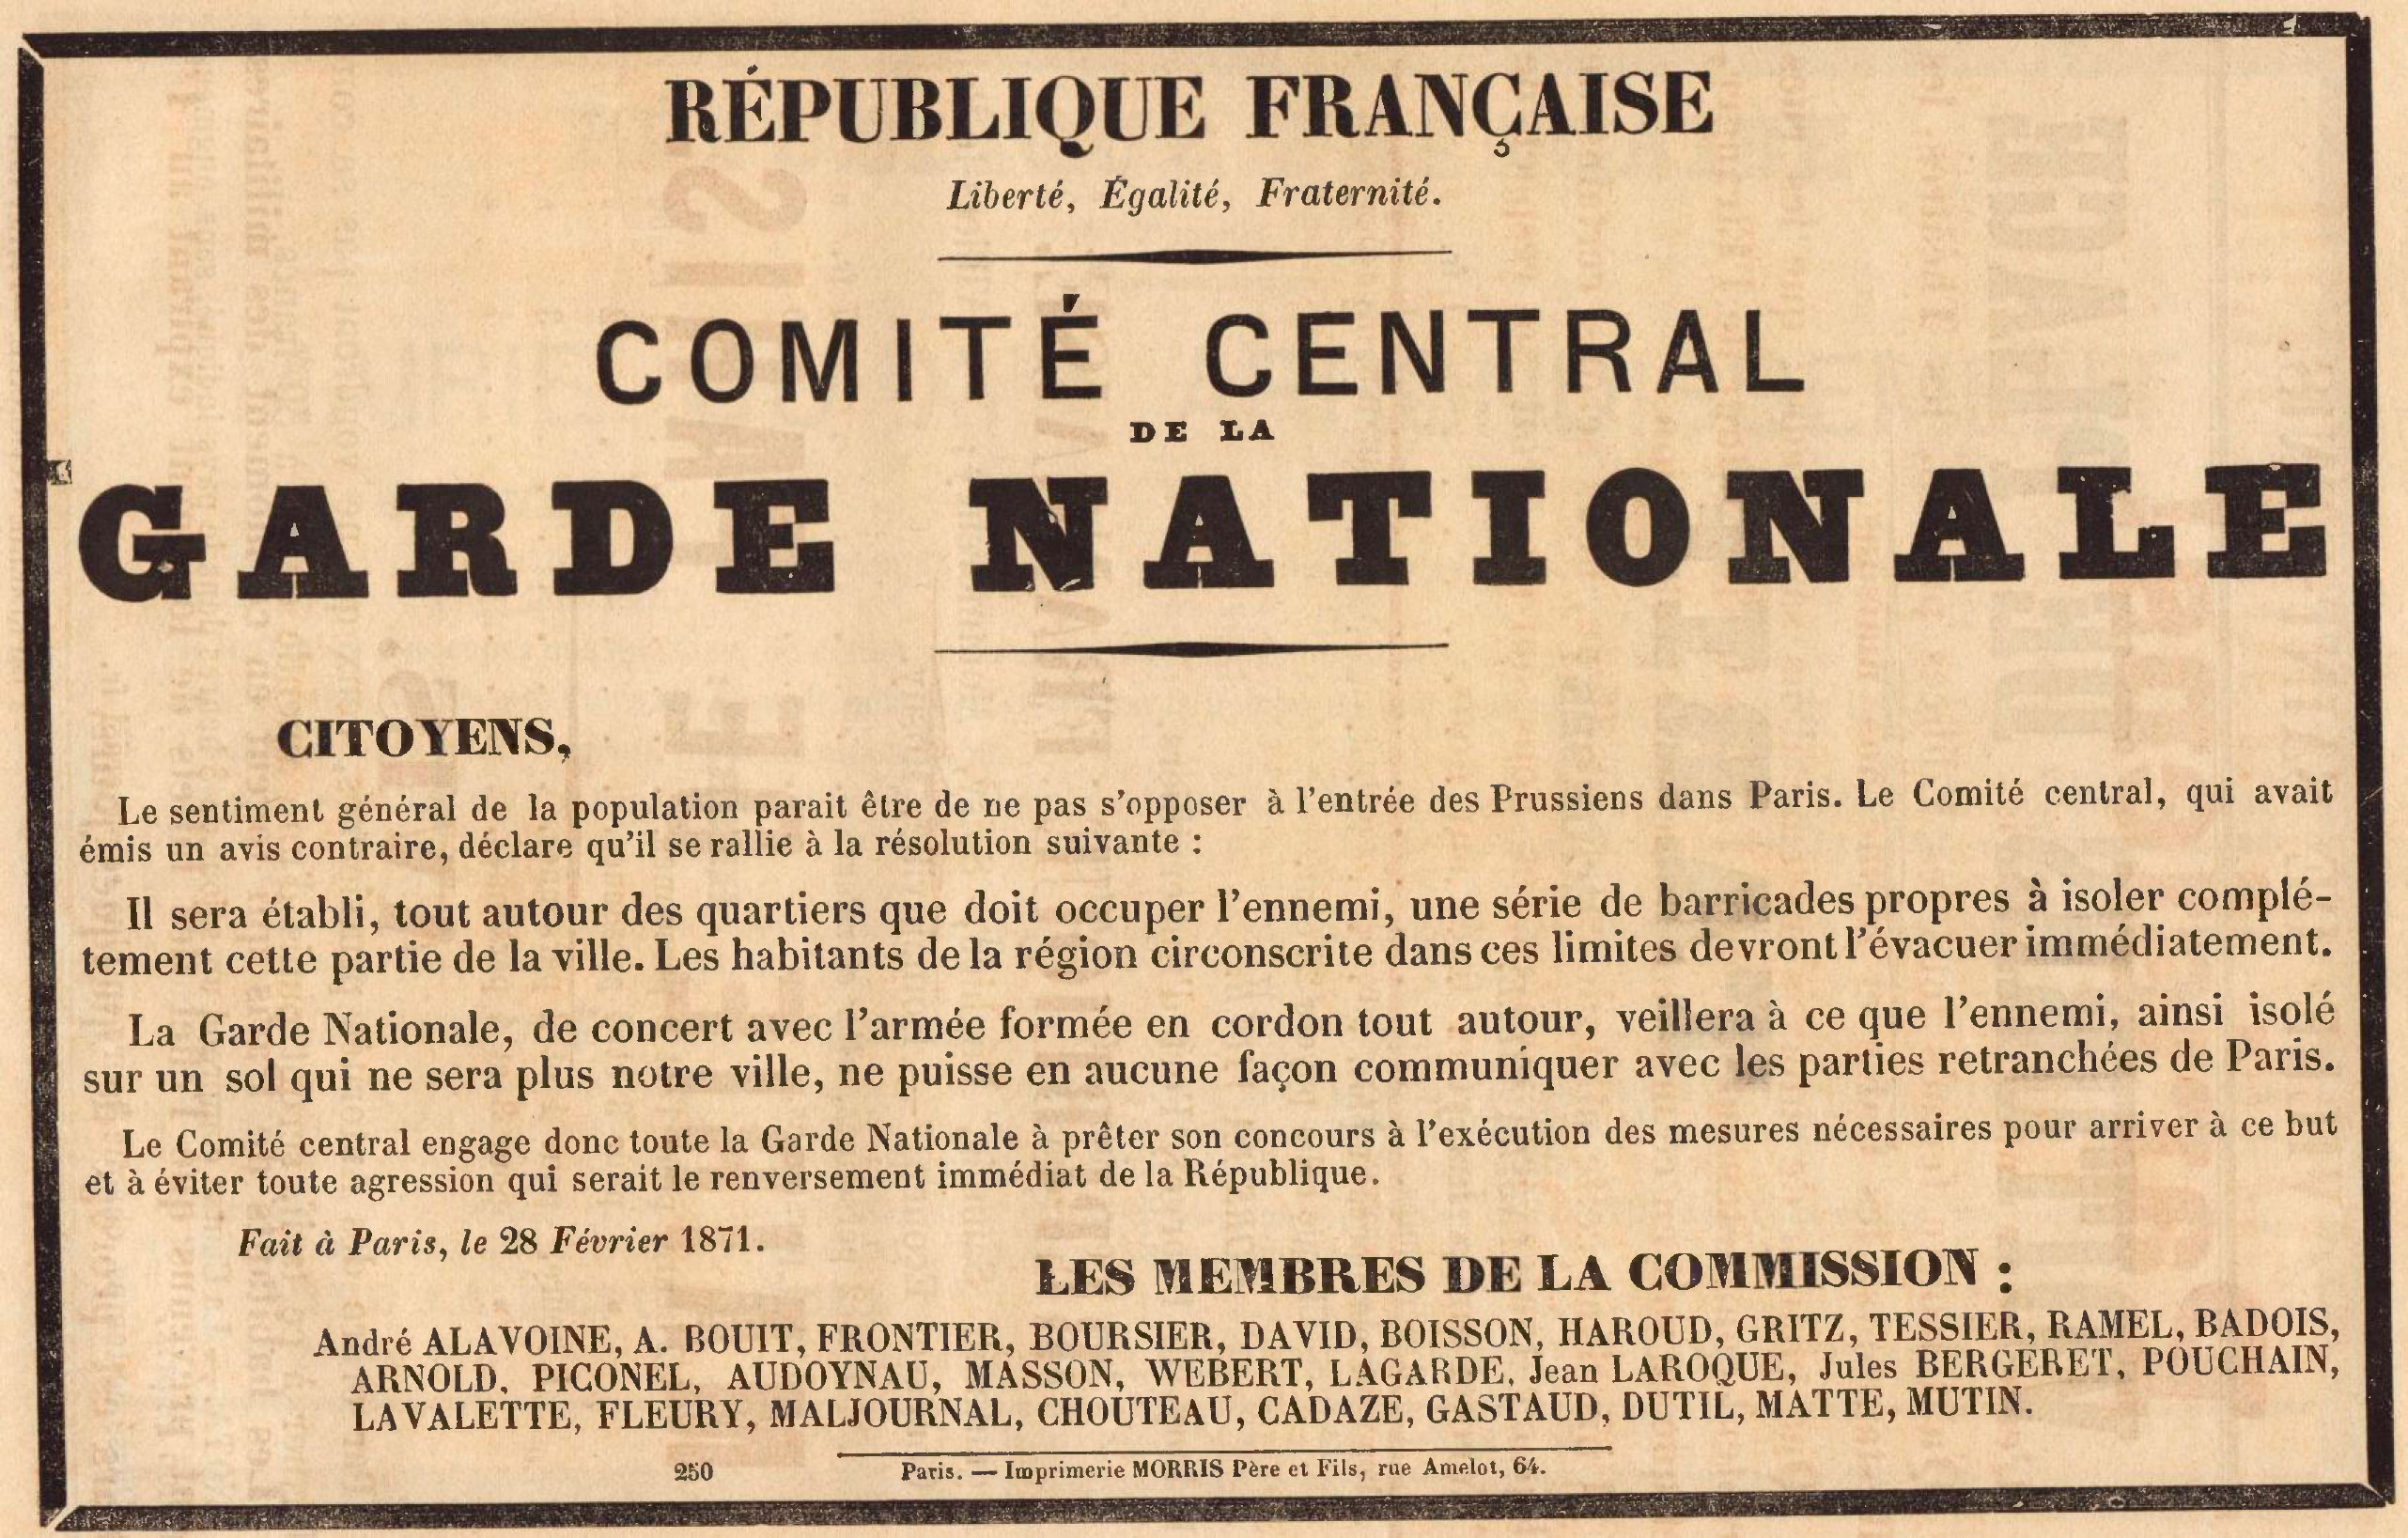 RÉPUBLIQUE FRANÇAISE
Liberté, Égalité, Fraternité.
COMITÉ CENTRAL
DE LA
GARDE NATIONALE
CITOYENS,
Le sentiment général de la population parait être de ne pas s'opposer à l'entrée des Prussiens dans Paris. Le Comité central, qui avait
émis un avis contraire, déclare qu'il se rallie à la résolution suivante :
Il sera établi, tout autour des quartiers que doit occuper l'ennemi, une série de barricades propres à isoler complé-
tement cette partie de la ville. Les habitants de la région circonscrite dans ces limites devront l'évacuer immédiatement.
La Garde Nationale, de concert avec l'armée formée en cordon tout autour, veillera à ce que l'ennemi, ainsi isolé
sur un sol qui ne sera plus notre ville, ne puisse en aucune façon communiquer avec les parties retranchées de Paris.
Le Comité central engage donc toute la Garde Nationale à prêter son concours à l'exécution des mesures nécessaires pour arriver à ce but
et à éviter toute agression qui serait le renversement immédiat de la République.
Fait à Paris, le 28 Février 1871.
LES MEMBRES DE LA COMMISSION :
André ALAVOINE, A. BOUIT, FRONTIER, BOURSIER, DAVID, BOISSON, HAROUD, GRITZ, TESSIER, RAMEL, BADOIS,
ARNOLD, PICONEL, AUDOYNAU, MASSON, WEBERT, LAGARDE, Jean LAROQUE, Jules BERGERET, POUCHAIN,
LAVALETTE, FLEURY, MALJOURNAL, CHOUTEAU, CADAZE, GASTAUD, DUTIL, MATTE, MUTIN.
250 Paris. — Imprimerie MORRIS Père et Fils, rue Amelot, 64.